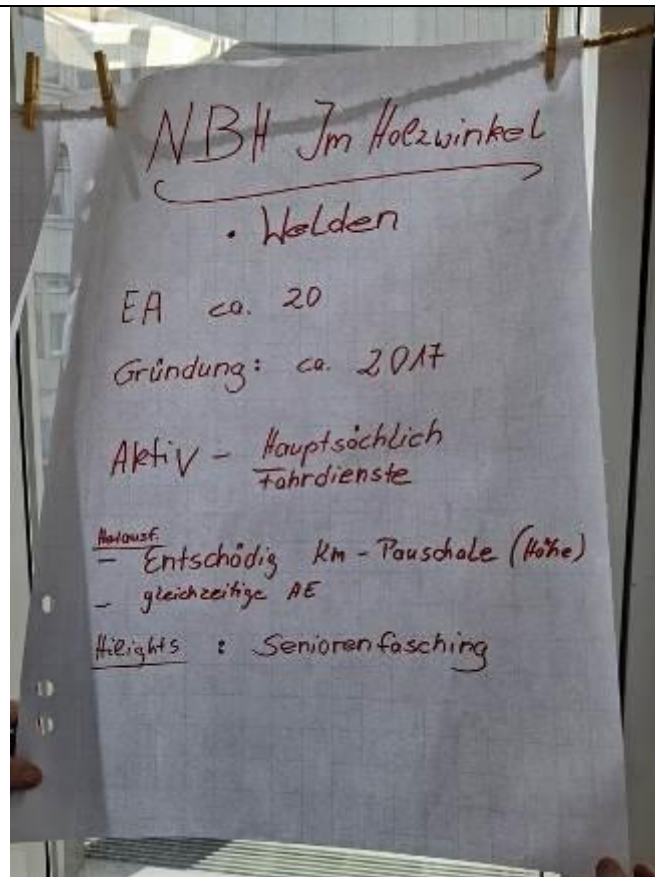 NBH Im Holzwinkel
• Welden
EA ca. 20
Gründung: ca. 2017
Aktiv - Hauptsächlich
Fahrdienste
Herausf.
- Entschädig Km - Pauschale (Höhe)
- gleichzeitige AE
Hilights : Seniorenfasching